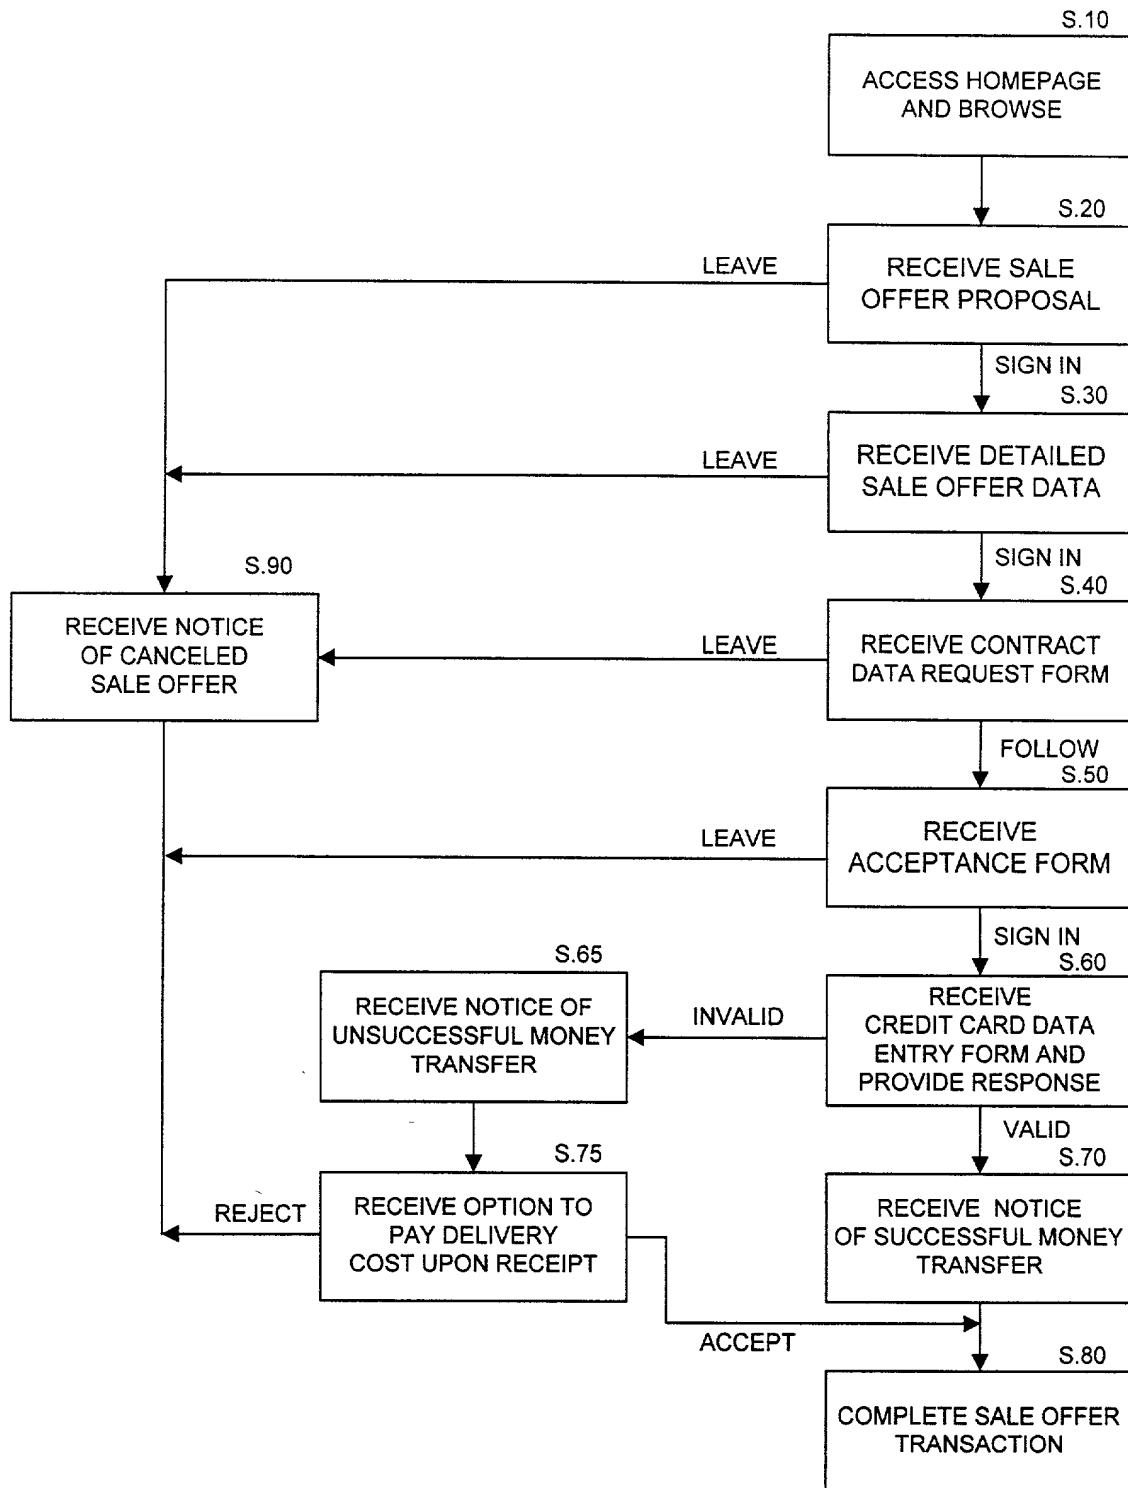 S.10
ACCESS HOMEPAGE
AND BROWSE
S.20
RECEIVE SALE
OFFER PROPOSAL
LEAVE
SIGN IN
S.30
RECEIVE DETAILED
SALE OFFER DATA
LEAVE
SIGN IN
S.40
RECEIVE CONTRACT
DATA REQUEST FORM
LEAVE
S.90
RECEIVE NOTICE
OF CANCELED
SALE OFFER
FOLLOW
S.50
RECEIVE
ACCEPTANCE FORM
LEAVE
SIGN IN
S.60
RECEIVE
CREDIT CARD DATA
ENTRY FORM AND
PROVIDE RESPONSE
INVALID
S.65
RECEIVE NOTICE OF
UNSUCCESSFUL MONEY
TRANSFER
VALID
S.70
RECEIVE NOTICE
OF SUCCESSFUL MONEY
TRANSFER
S.75
RECEIVE OPTION TO
PAY DELIVERY
COST UPON RECEIPT
REJECT
ACCEPT
S.80
COMPLETE SALE OFFER
TRANSACTION